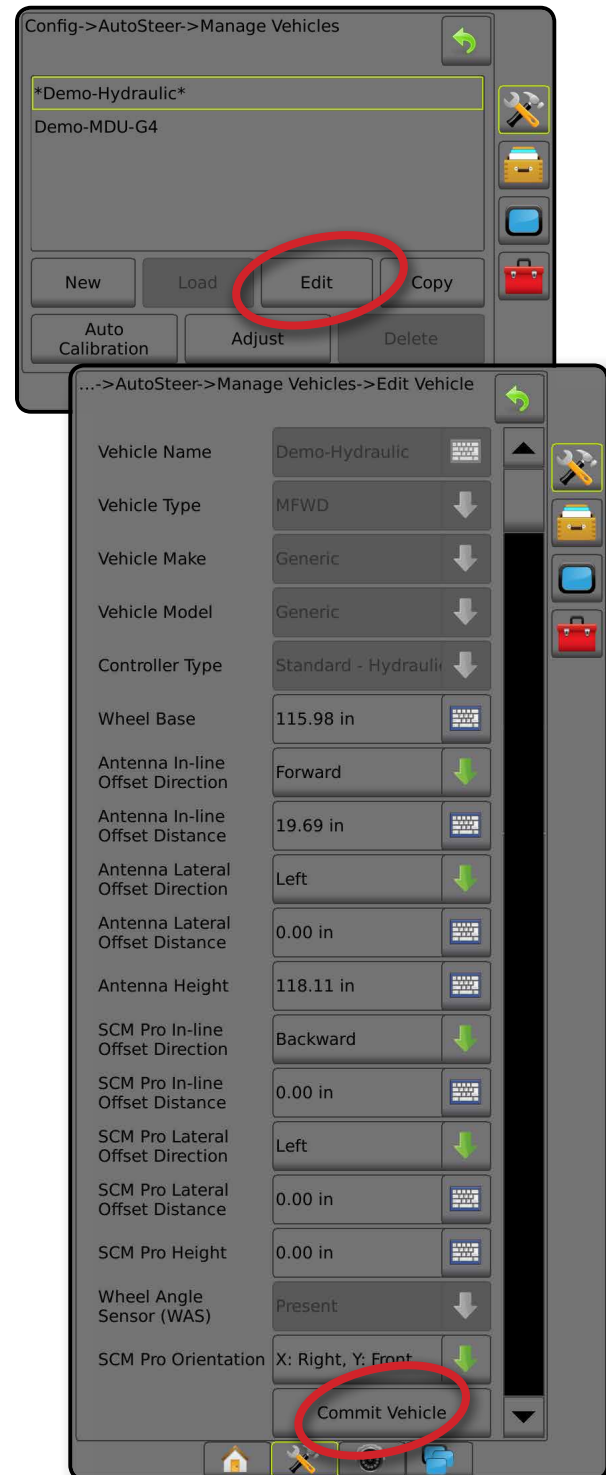 Config->AutoSteer->Manage Vehicles
*Demo-Hydraulic*
Demo-MDU-G4
New
Load
Edit
Copy
Auto
Calibration
Adjust
Delete
...->AutoSteer->Manage Vehicles->Edit Vehicle
Vehicle Name
Demo-Hydraulic
Vehicle Type
MFWD
Vehicle Make
Generic
Vehicle Model
Generic
Controller Type
Standard - Hydrauli
Wheel Base
115.98 in
Antenna In-line
Offset Direction
Forward
Antenna In-line
Offset Distance
19.69 in
Antenna Lateral
Offset Direction
Left
Antenna Lateral
Offset Distance
0.00 in
Antenna Height
118.11 in
SCM Pro In-line
Offset Direction
Backward
SCM Pro In-line
Offset Distance
0.00 in
SCM Pro Lateral
Offset Direction
Left
SCM Pro Lateral
Offset Distance
0.00 in
SCM Pro Height
0.00 in
Wheel Angle
Sensor (WAS)
Present
SCM Pro Orientation
X: Right, Y: Front
Commit Vehicle